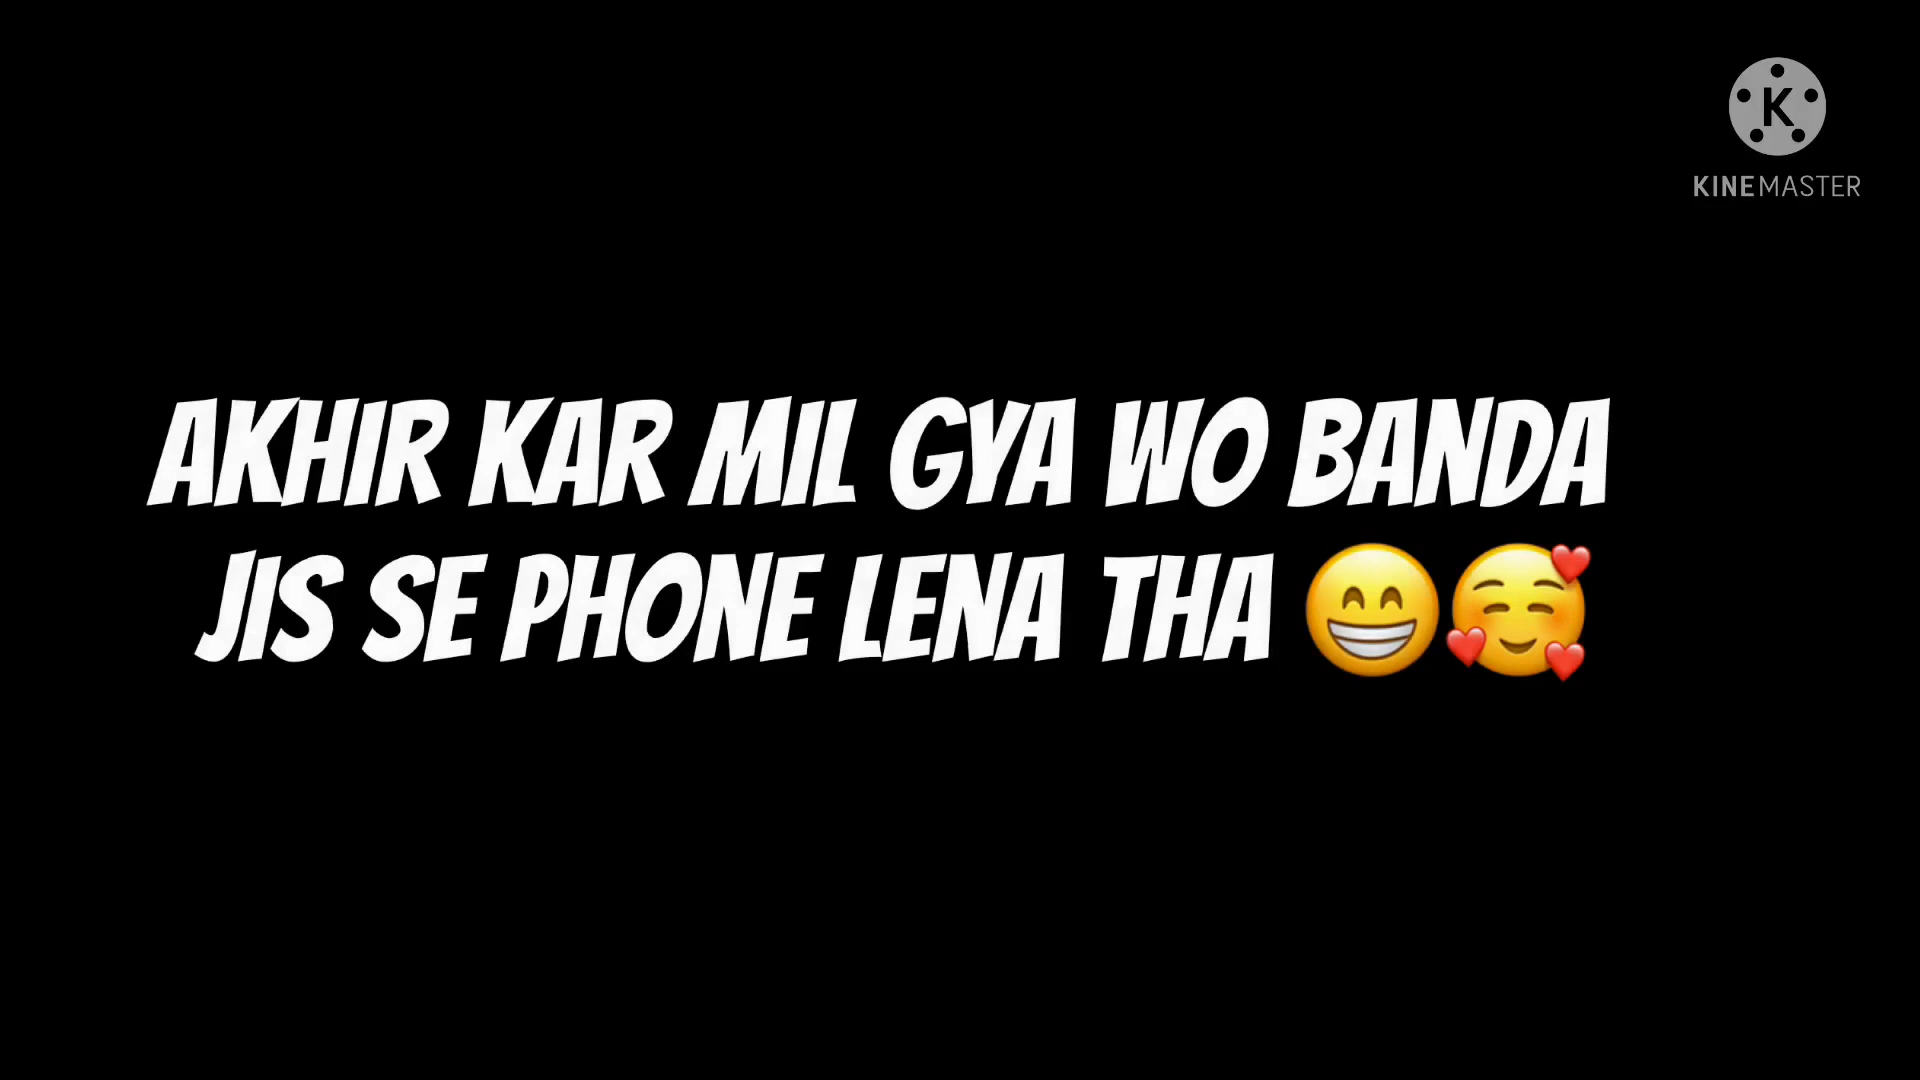 K
KINEMASTER
AKHIR KAR MIL GYA WO BANDA
JIS SE PHONE LENA THA 😁🥰